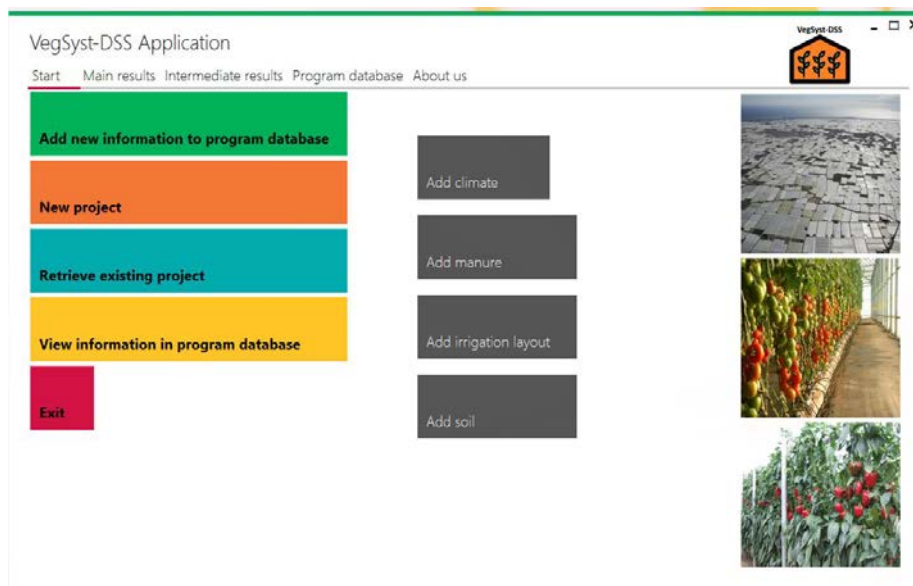 VegSyst-DSS
VegSyst-DSS Application
Start Main results Intermediate results Program database About us
Add new information to program database
New project
Retrieve existing project
View information in program database
Exit
Add climate
Add manure
Add irrigation layout
Add soil